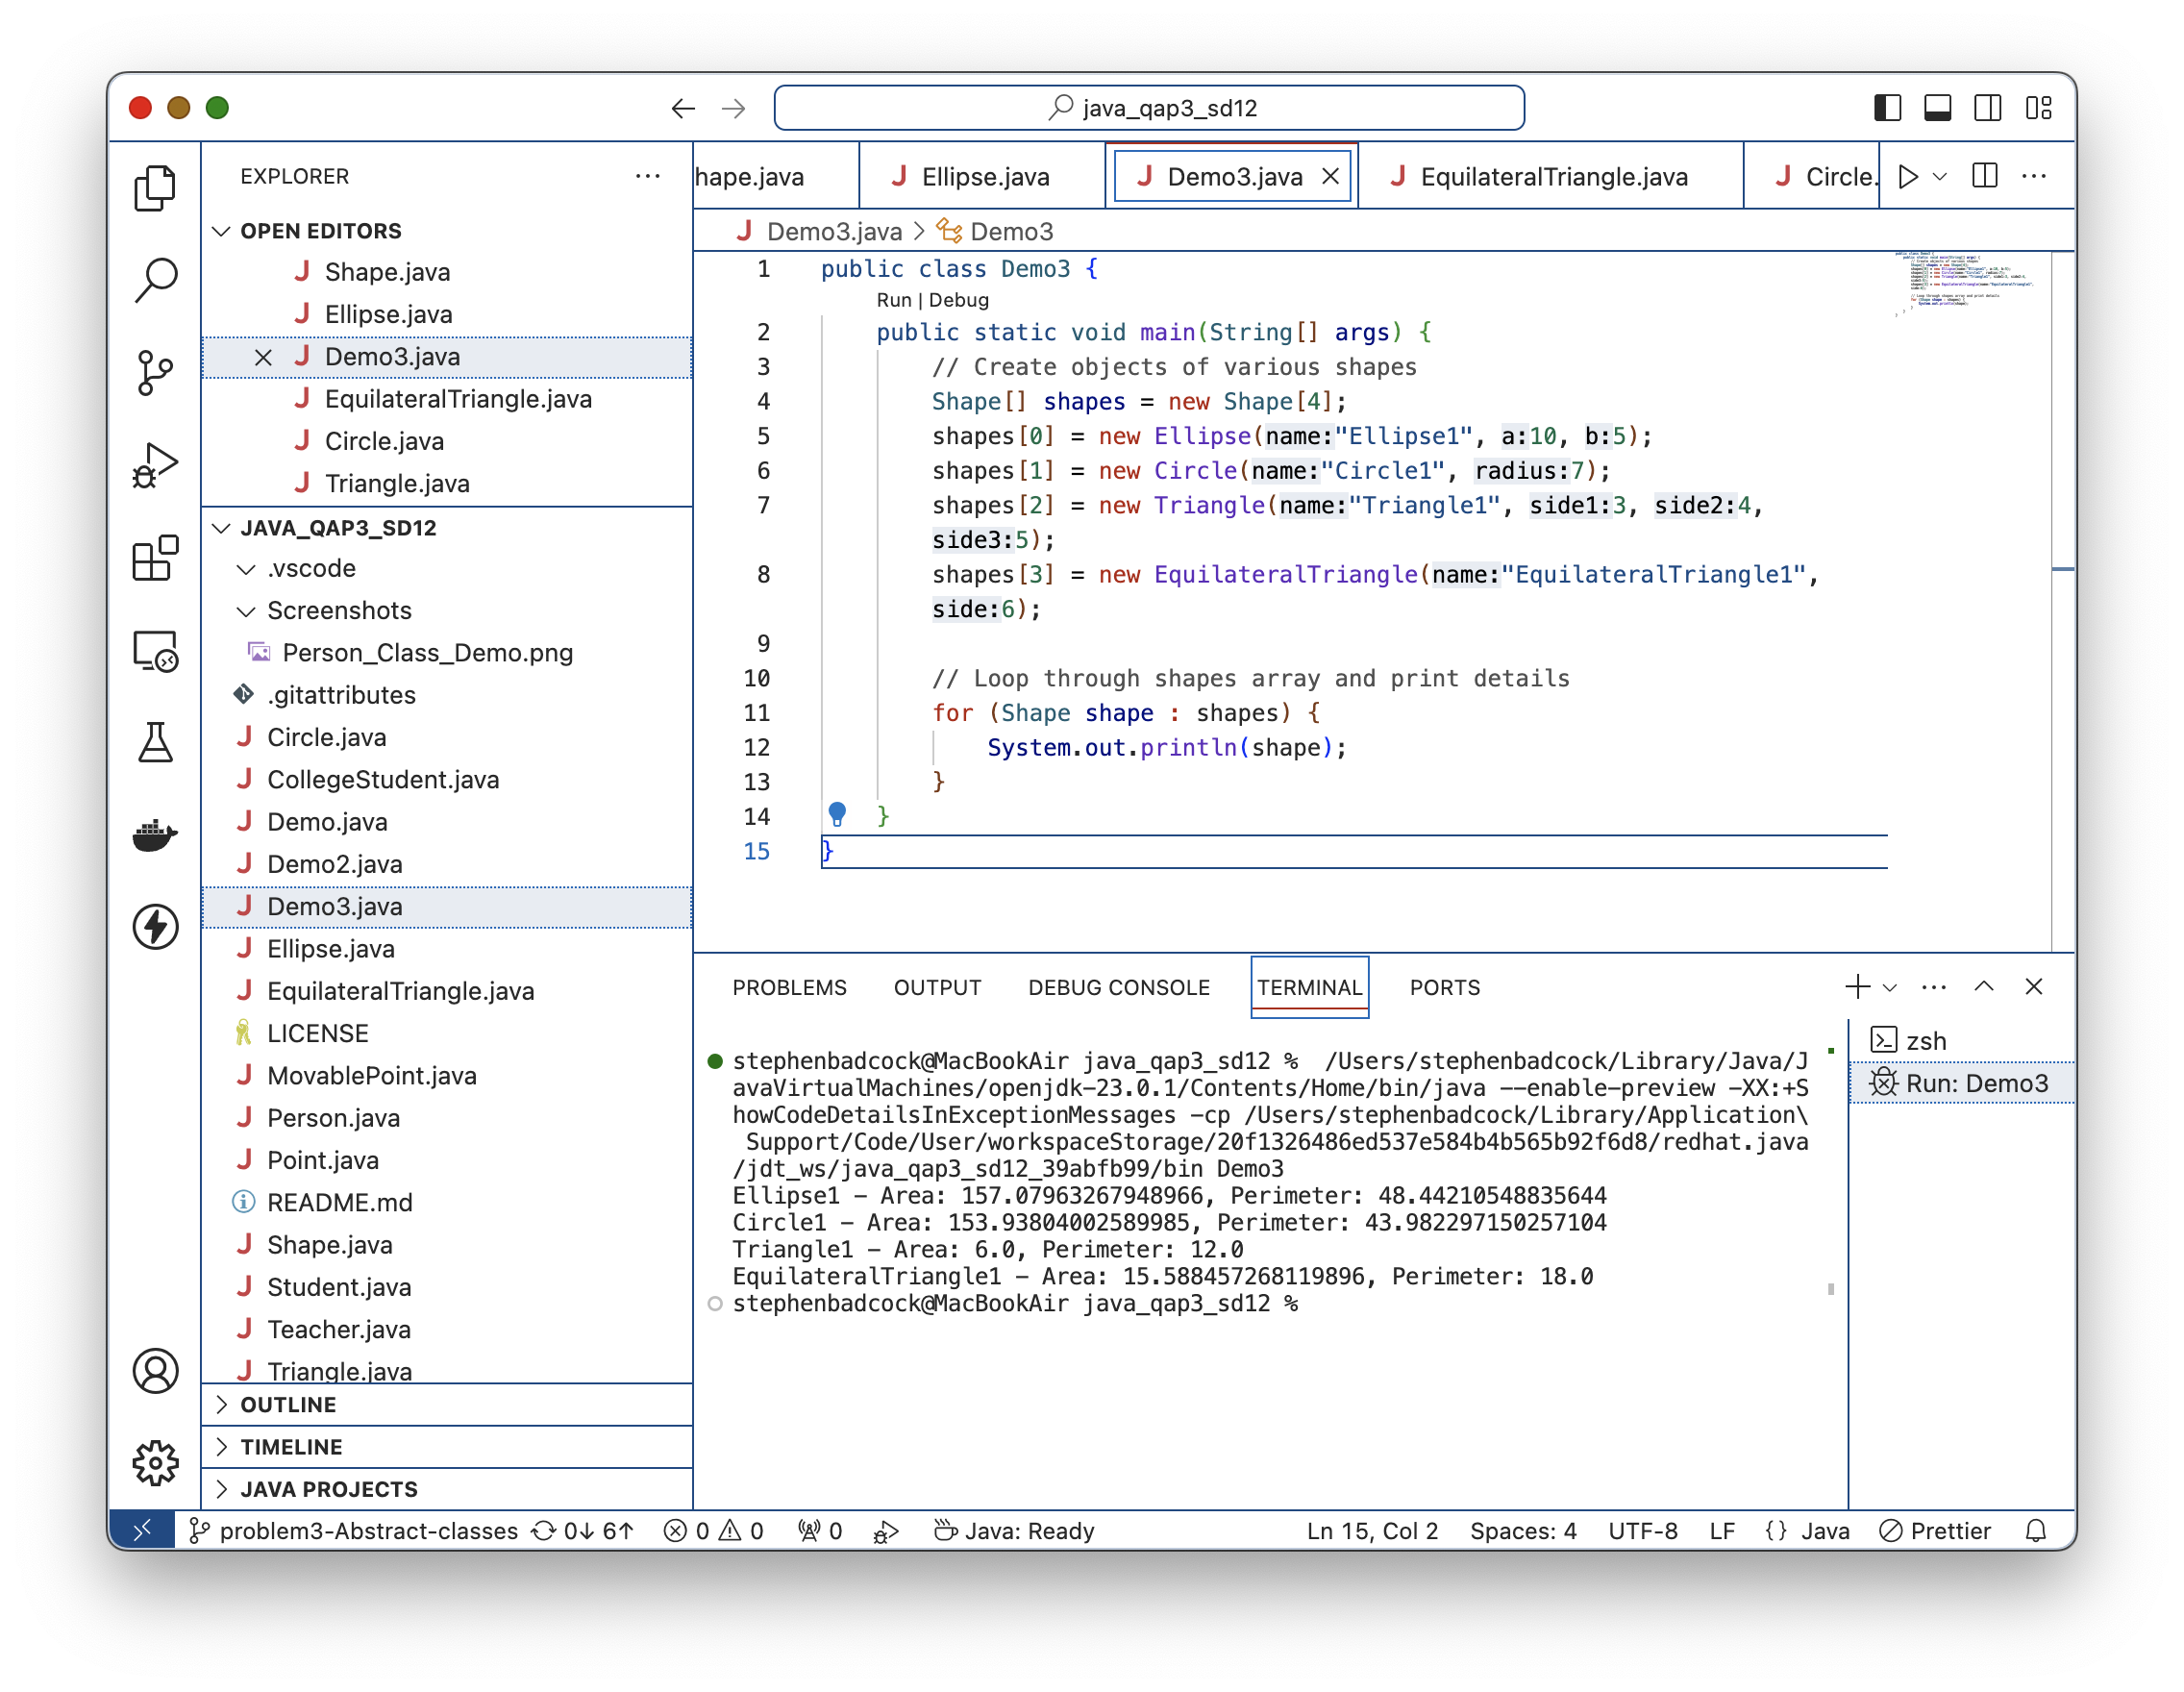 java_qap3_sd12
EXPLORER
OPEN EDITORS
Shape.java
Ellipse.java
Demo3.java
EquilateralTriangle.java
Circle.java
Triangle.java
JAVA_QAP3_SD12
.vscode
Screenshots
Person_Class_Demo.png
.gitattributes
Circle.java
CollegeStudent.java
Demo.java
Demo2.java
Demo3.java
Ellipse.java
EquilateralTriangle.java
LICENSE
MovablePoint.java
Person.java
Point.java
README.md
Shape.java
Student.java
Teacher.java
Triangle.java
OUTLINE
TIMELINE
JAVA PROJECTS
hape.java Ellipse.java Demo3.java EquilateralTriangle.java Circle.
Demo3.java > Demo3
1 public class Demo3 {
Run | Debug
2 public static void main(String[] args) {
3 // Create objects of various shapes
4 Shape[] shapes = new Shape[4];
5 shapes[0] = new Ellipse(name:"Ellipse1", a:10, b:5);
6 shapes[1] = new Circle(name:"Circle1", radius:7);
7 shapes[2] = new Triangle(name:"Triangle1", side1:3, side2:4,
side3:5);
8 shapes[3] = new EquilateralTriangle(name:"EquilateralTriangle1",
side:6);
9
10 // Loop through shapes array and print details
11 for (Shape shape : shapes) {
12 System.out.println(shape);
13 }
14 }
15 }
PROBLEMS OUTPUT DEBUG CONSOLE TERMINAL PORTS
stephenbadcock@MacBookAir java_qap3_sd12 %  /Users/stephenbadcock/Library/Java/J
avaVirtualMachines/openjdk-23.0.1/Contents/Home/bin/java --enable-preview -XX:+S
howCodeDetailsInExceptionMessages -cp /Users/stephenbadcock/Library/Application\
 Support/Code/User/workspaceStorage/20f1326486ed537e584b4b565b92f6d8/redhat.java
/jdt_ws/java_qap3_sd12_39abfb99/bin Demo3
Ellipse1 - Area: 157.07963267948966, Perimeter: 48.44210548835644
Circle1 - Area: 153.93804002589985, Perimeter: 43.982297150257104
Triangle1 - Area: 6.0, Perimeter: 12.0
EquilateralTriangle1 - Area: 15.588457268119896, Perimeter: 18.0
stephenbadcock@MacBookAir java_qap3_sd12 %
zsh
Run: Demo3
problem3-Abstract-classes 0↓ 6↑ 0 0 0 Java: Ready Ln 15, Col 2 Spaces: 4 UTF-8 LF {} Java Prettier